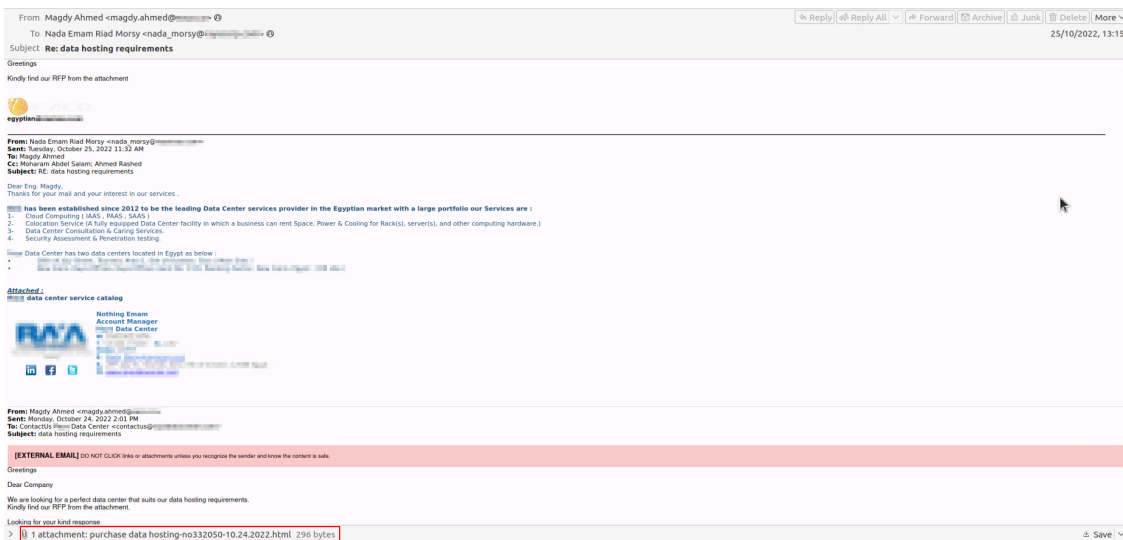 From Magdy Ahmed <magdy.ahmed@
Reply Reply All Forward Archive Junk Delete More
To Nada Emam Riad Morsy <nada_morsy@
25/10/2022, 13:15
Subject Re: data hosting requirements
Greetings
Kindly find our RFP from the attachment
egyptian
From: Nada Emam Riad Morsy <nada_morsy@
Sent: Tuesday, October 25, 2022 11:32 AM
To: Magdy Ahmed
Cc: Moharam Abdel Salam; Ahmed Rashed
Subject: RE: data hosting requirements
Dear Eng. Magdy,
Thanks for your mail and your interest in our services .
has been established since 2012 to be the leading Data Center services provider in the Egyptian market with a large portfolio our Services are :
1- Cloud Computing ( IAAS , PAAS , SAAS )
2- Colocation Service (A fully equipped Data Center facility in which a business can rent Space, Power & Cooling for Rack(s), server(s), and other computing hardware.)
3- Data Center Consultation & Caring Services.
4- Security Assessment & Penetration testing.
Data Center has two data centers located in Egypt as below :
Attached :
data center service catalog
Nothing Emam
Account Manager
Data Center
From: Magdy Ahmed <magdy.ahmed@
Sent: Monday, October 24, 2022 2:01 PM
To: ContactUs Data Center <contactus@
Subject: data hosting requirements
[EXTERNAL EMAIL] DO NOT CLICK links or attachments unless you recognize the sender and know the content is safe.
Greetings
Dear Company
We are looking for a perfect data center that suits our data hosting requirements.
Kindly find our RFP from the attachment.
Looking for your kind response
1 attachment: purchase data hosting-no332050-10.24.2022.html 296 bytes
Save